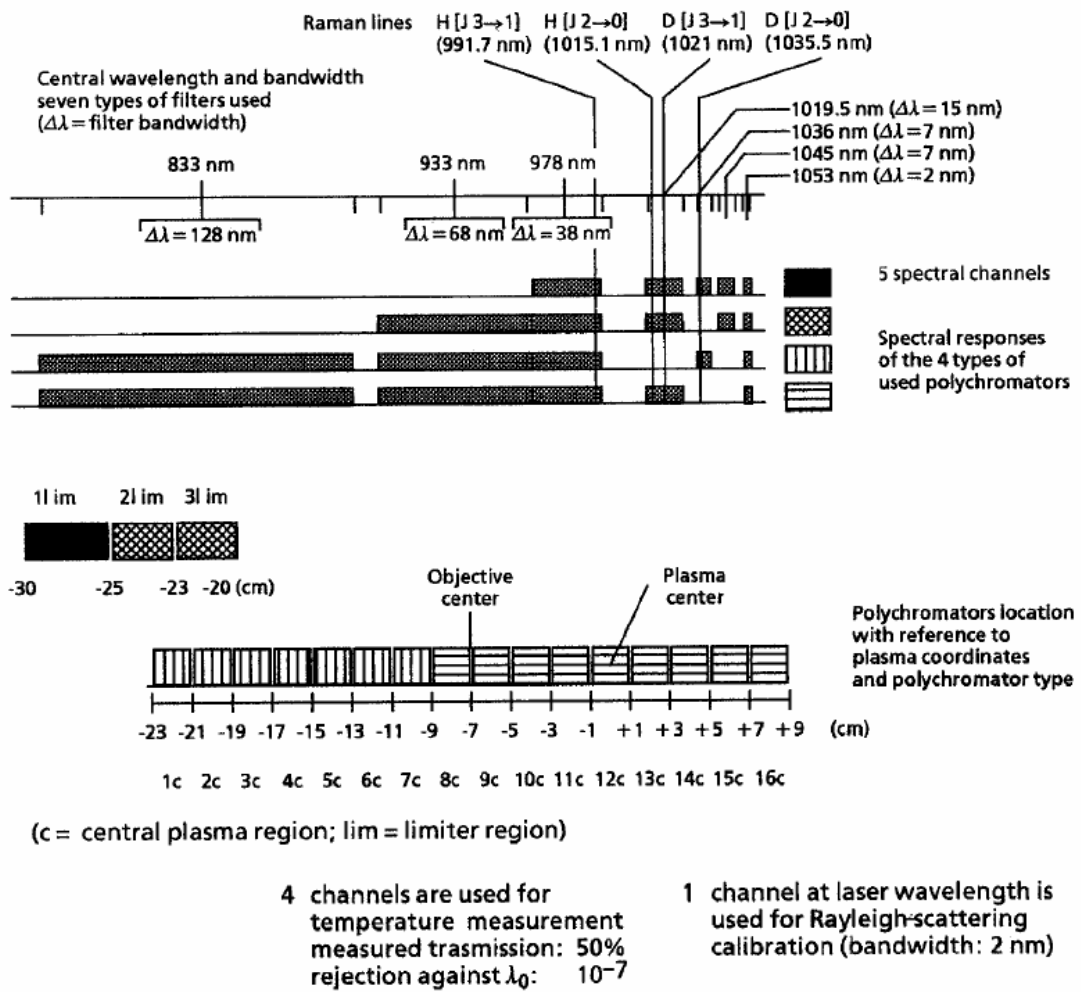 Raman lines H [J 3→1] H [J 2→0] D [J 3→1] D [J 2→0]
(991.7 nm) (1015.1 nm) (1021 nm) (1035.5 nm)
Central wavelength and bandwidth
seven types of filters used
(Δλ = filter bandwidth)
1019.5 nm (Δλ = 15 nm)
1036 nm (Δλ = 7 nm)
1045 nm (Δλ = 7 nm)
1053 nm (Δλ = 2 nm)
833 nm 933 nm 978 nm
Δλ = 128 nm Δλ = 68 nm Δλ = 38 nm
5 spectral channels
Spectral responses
of the 4 types of
used polychromators
1l im 2l im 3l im
-30 -25 -23 -20 (cm)
Objective
center
Plasma
center
Polychromators location
with reference to
plasma coordinates
and polychromator type
-23 -21 -19 -17 -15 -13 -11 -9 -7 -5 -3 -1 +1 +3 +5 +7 +9 (cm)
1c 2c 3c 4c 5c 6c 7c 8c 9c 10c 11c 12c 13c 14c 15c 16c
(c = central plasma region; lim = limiter region)
4 channels are used for
temperature measurement
measured trasmission: 50%
rejection against λ₀: 10⁻⁷
1 channel at laser wavelength is
used for Rayleigh-scattering
calibration (bandwidth: 2 nm)